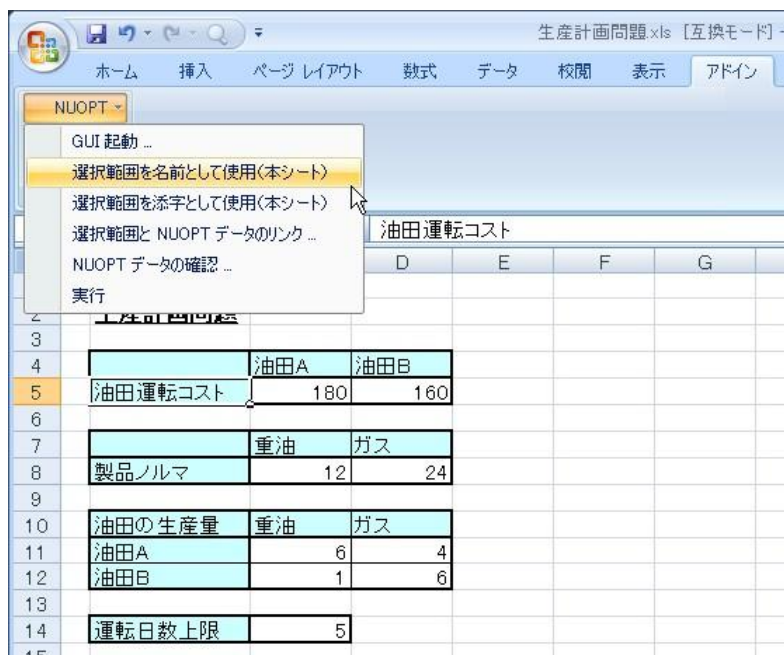 生産計画問題.xls [互換モード] -
ホーム 挿入 ページ レイアウト 数式 データ 校閲 表示 アドイン
NUOPT
GUI 起動 ...
選択範囲を名前として使用(本シート)
選択範囲を添字として使用(本シート)
選択範囲と NUOPT データのリンク ...
NUOPT データの確認 ...
実行
油田運転コスト
D E F G
2 生産計画問題
3
4 油田A 油田B
5 油田運転コスト 180 160
6
7 重油 ガス
8 製品ノルマ 12 24
9
10 油田の生産量 重油 ガス
11 油田A 6 4
12 油田B 1 6
13
14 運転日数上限 5
15